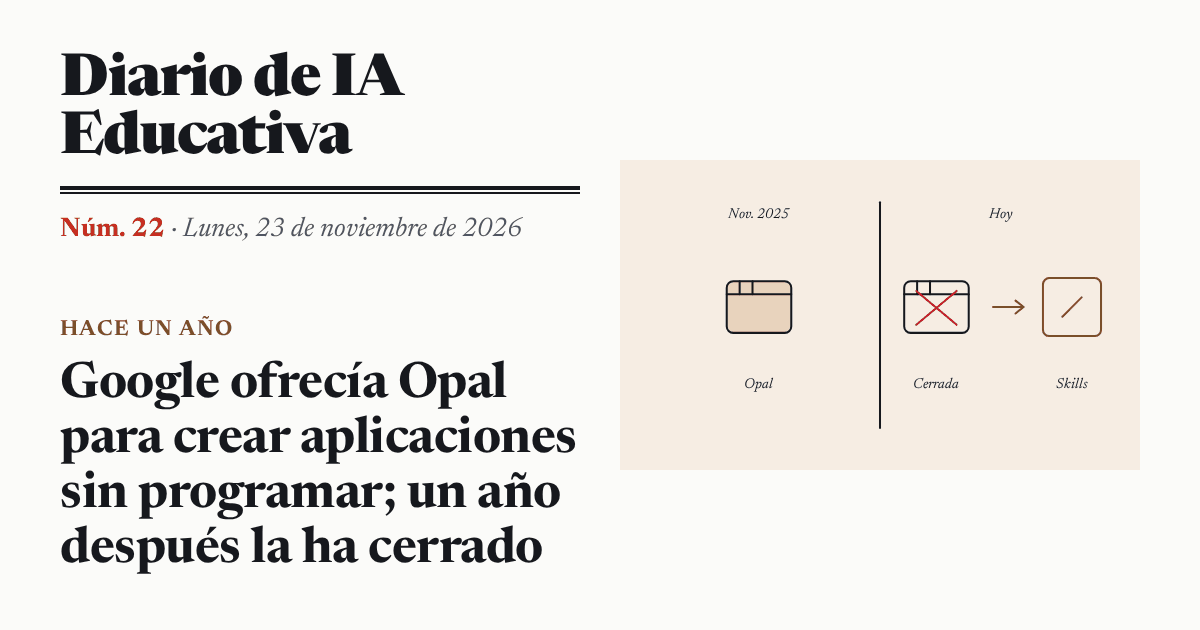 Diario de IA
Educativa
Núm. 22 · Lunes, 23 de noviembre de 2026
HACE UN AÑO
Google ofrecía Opal
para crear aplicaciones
sin programar; un año
después la ha cerrado
Nov. 2025
Hoy
Opal
Cerrada
Skills